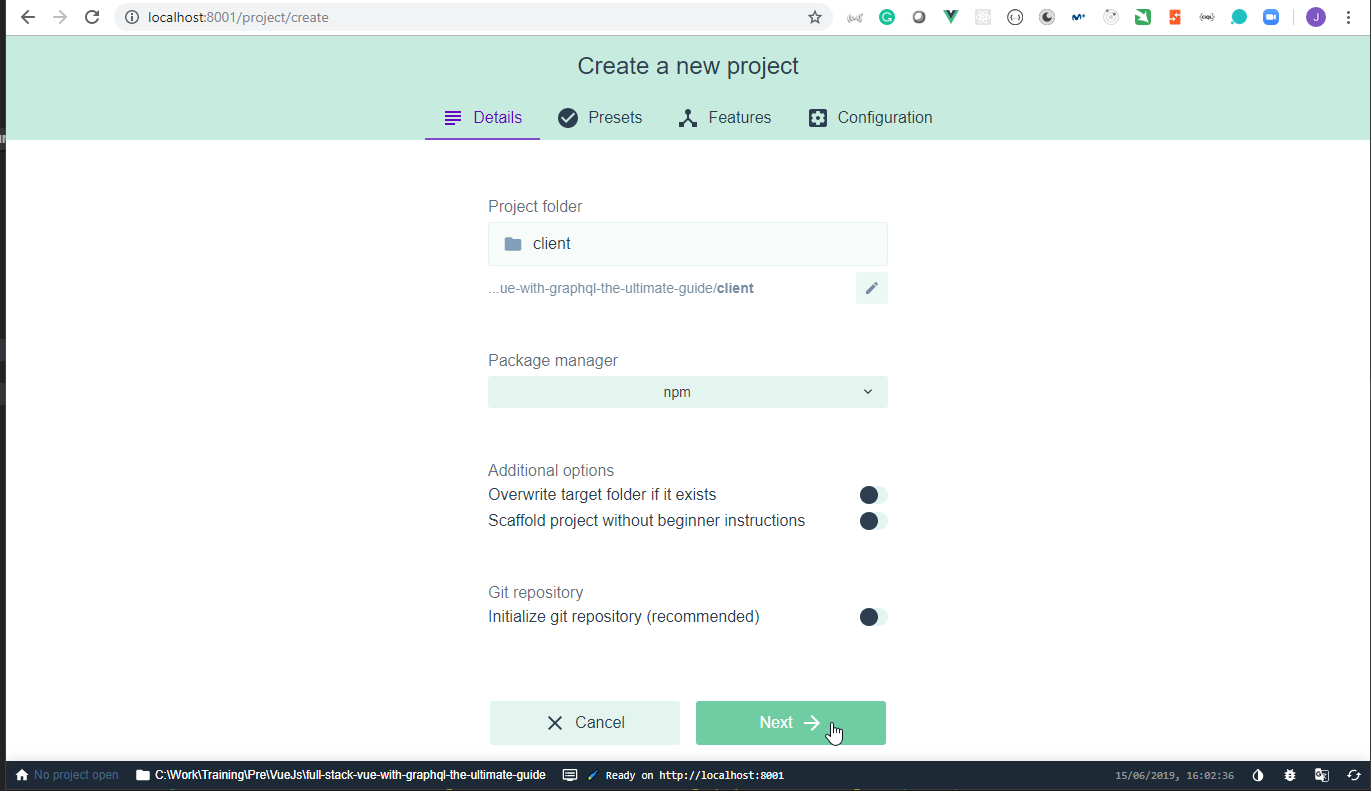 localhost:8001/project/create
J
Create a new project
Details
Presets
Features
Configuration
Project folder
client
...ue-with-graphql-the-ultimate-guide/client
Package manager
npm
Additional options
Overwrite target folder if it exists
Scaffold project without beginner instructions
Git repository
Initialize git repository (recommended)
Cancel
Next
No project open
C:\Work\Training\Pre\VueJs\full-stack-vue-with-graphql-the-ultimate-guide
Ready on http://localhost:8001
15/06/2019, 16:02:36